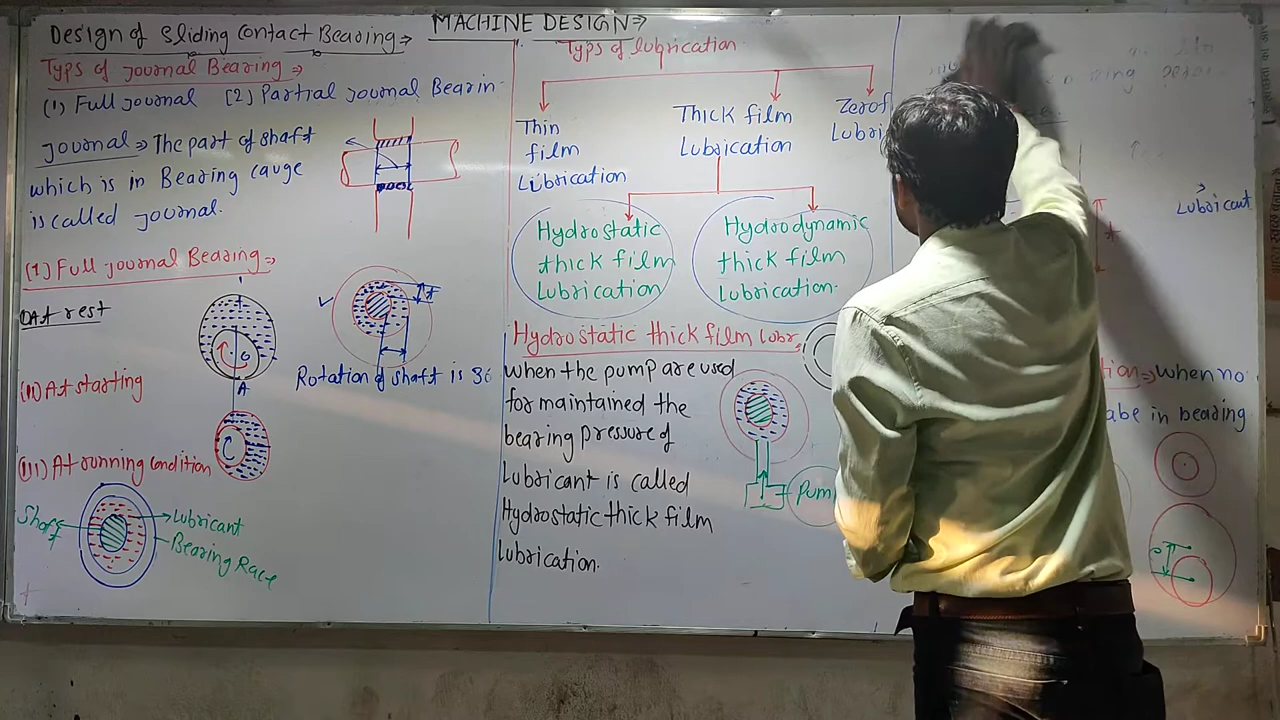 MACHINE DESIGN⇒
Design of Sliding Contact Bearing⇒
Typs of Journal Bearing⇒
(1) Full Journal (2) Partial Journal Bearin
Journal⇒ The part of shaft
which is in Bearing cauge
is called Journal.
(1) Full Journal Bearing⇒
(i) At rest
G
A
t
Rotation of shaft is 36
(ii) At starting
(iii) At running condition
Shaft
Lubricant
Bearing Race
Types of lubrication
Thin
film
Lubrication
Thick film
Lubrication
Zero f
Lubri
Hydrostatic
thick film
Lubrication
Hydrodynamic
thick film
Lubrication.
Hydrostatic thick film Lubr
when the pump are used
for maintained the
bearing pressure of
Lubricant is called
Hydrostatic thick film
lubrication.
Pum
Lubricant
tion⇒ when no
abe in bearing